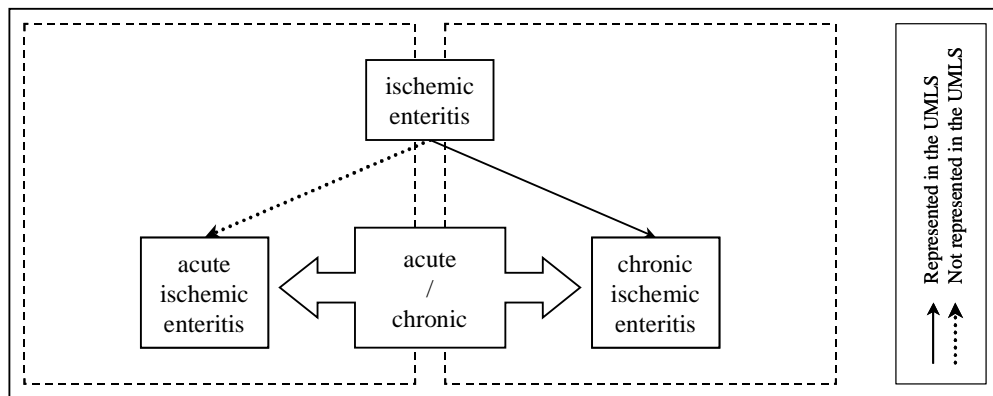 ischemic
enteritis
acute
ischemic
enteritis
acute
/
chronic
chronic
ischemic
enteritis
Represented in the UMLS
Not represented in the UMLS